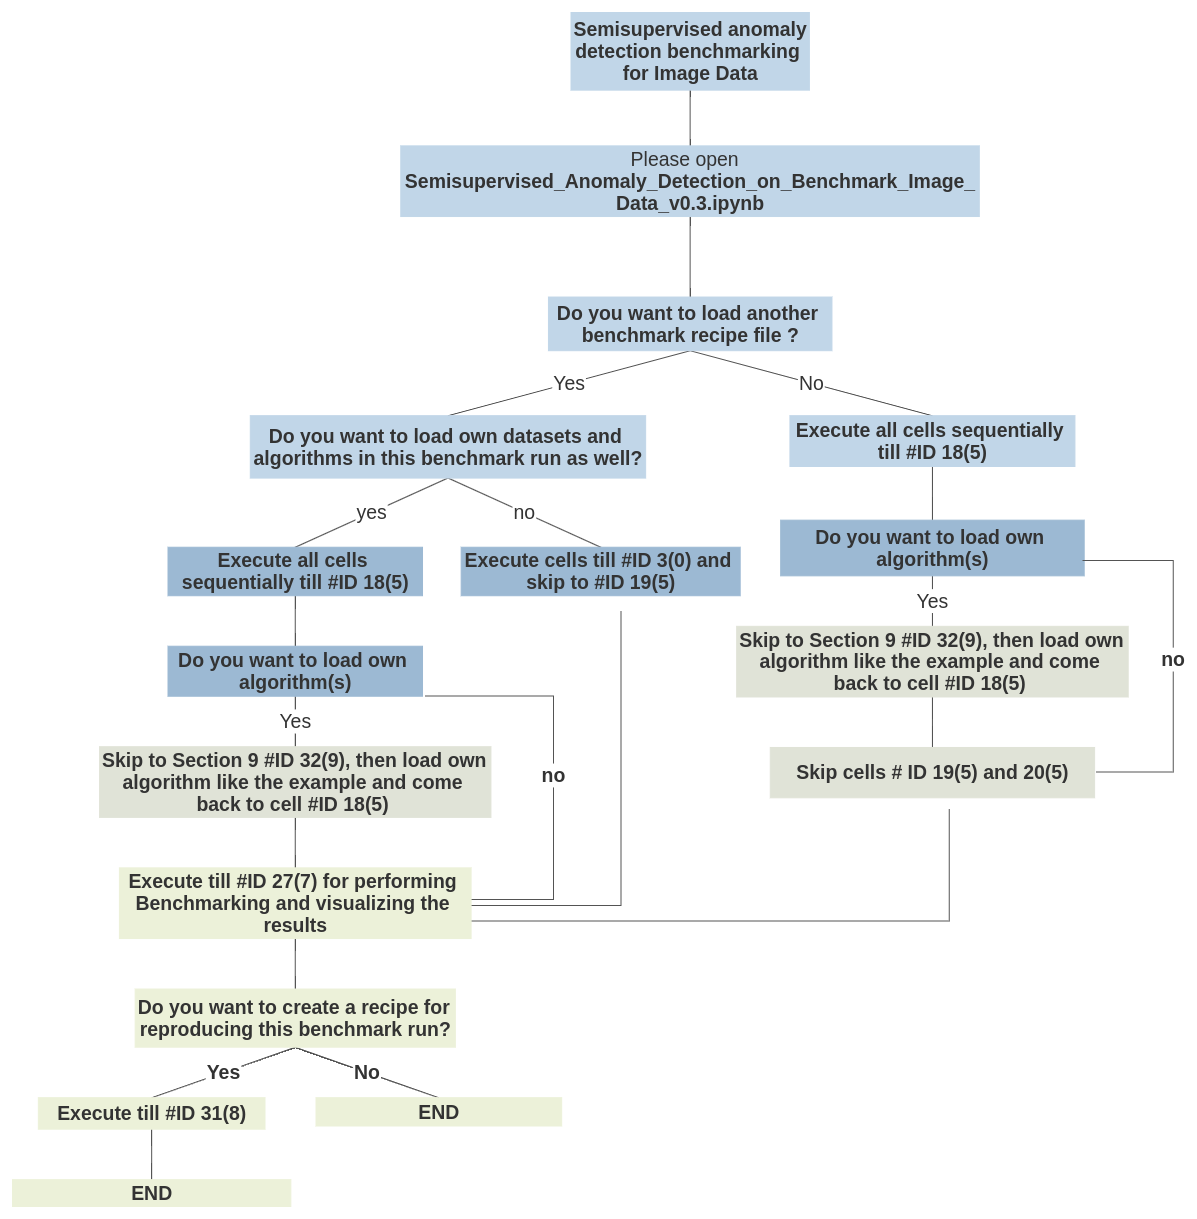 Semisupervised anomaly
detection benchmarking
for Image Data
Please open
Semisupervised_Anomaly_Detection_on_Benchmark_Image_
Data_v0.3.ipynb
Do you want to load another
benchmark recipe file ?
Yes
No
Do you want to load own datasets and
algorithms in this benchmark run as well?
Execute all cells sequentially
till #ID 18(5)
yes
no
Execute all cells
sequentially till #ID 18(5)
Execute cells till #ID 3(0) and
skip to #ID 19(5)
Do you want to load own
algorithm(s)
Yes
Skip to Section 9 #ID 32(9), then load own
algorithm like the example and come
back to cell #ID 18(5)
no
Skip cells # ID 19(5) and 20(5)
Do you want to load own
algorithm(s)
Yes
Skip to Section 9 #ID 32(9), then load own
algorithm like the example and come
back to cell #ID 18(5)
no
Execute till #ID 27(7) for performing
Benchmarking and visualizing the
results
Do you want to create a recipe for
reproducing this benchmark run?
Yes
No
Execute till #ID 31(8)
END
END